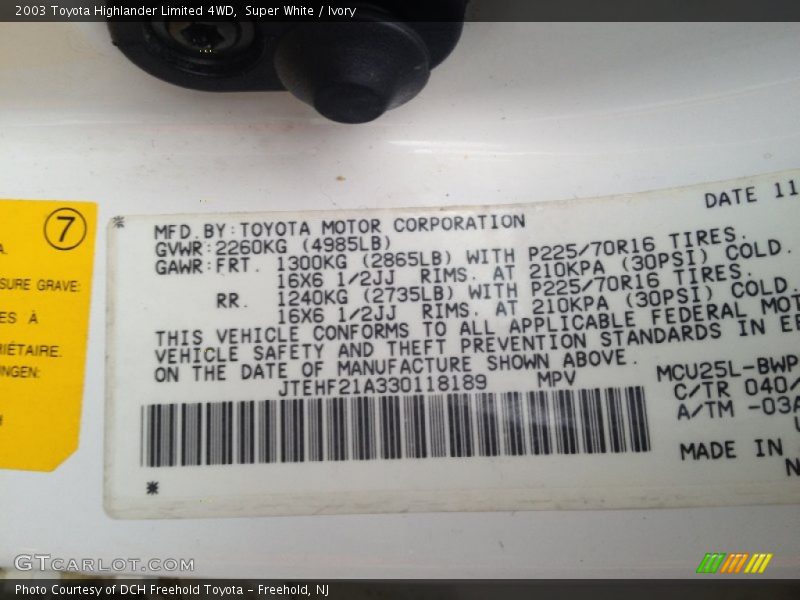 2003 Toyota Highlander Limited 4WD, Super White / Ivory
7
A.
SURE GRAVE:
ES À
RIÉTAIRE.
UNGEN:
H
DATE 11
MFD.BY:TOYOTA MOTOR CORPORATION
GVWR:2260KG (4985LB)
GAWR:FRT. 1300KG (2865LB) WITH P225/70R16 TIRES.
16X6 1/2JJ RIMS. AT 210KPA (30PSI) COLD.
RR. 1240KG (2735LB) WITH P225/70R16 TIRES.
16X6 1/2JJ RIMS. AT 210KPA (30PSI) COLD.
THIS VEHICLE CONFORMS TO ALL APPLICABLE FEDERAL MOT
VEHICLE SAFETY AND THEFT PREVENTION STANDARDS IN EF
ON THE DATE OF MANUFACTURE SHOWN ABOVE.
JTEHF21A330118189 MPV
MCU25L-BWP
C/TR 040/
A/TM -03A
MADE IN
GTCARLOT.COM
Photo Courtesy of DCH Freehold Toyota - Freehold, NJ